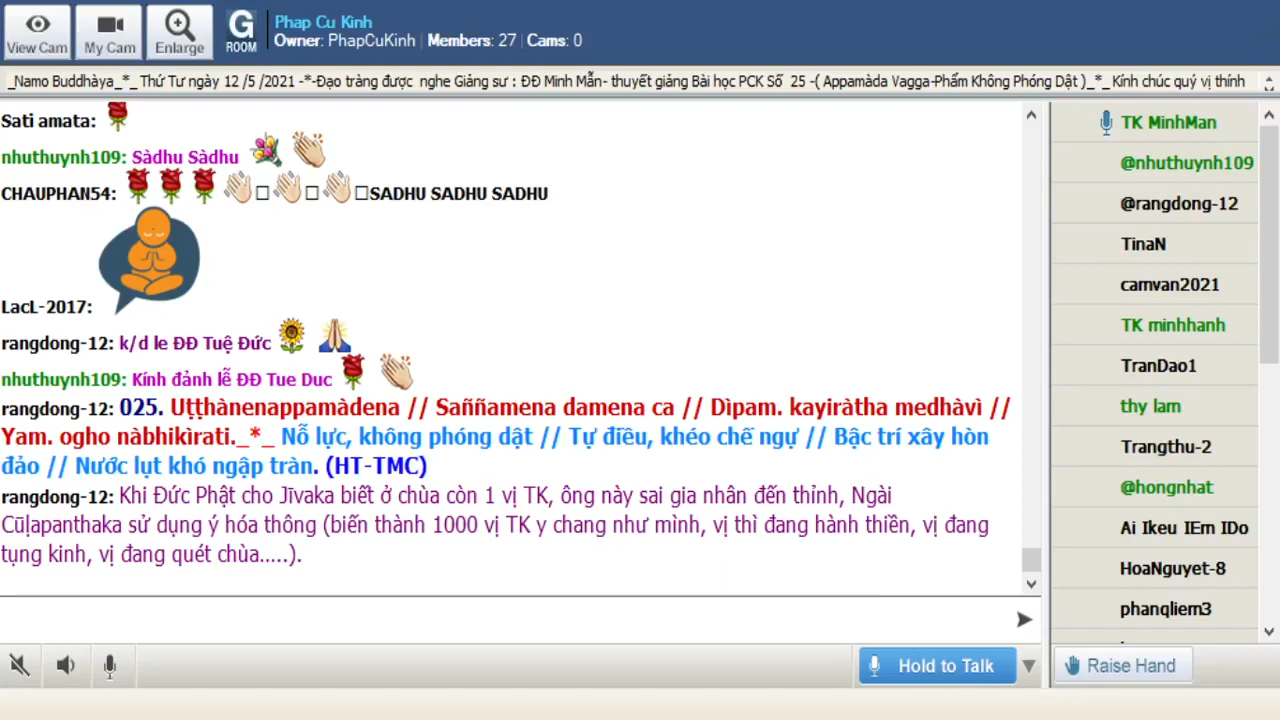 View Cam
My Cam
Enlarge
G
ROOM
Phap Cu Kinh
Owner: PhapCuKinh | Members: 27 | Cams: 0
_Namo Buddhàya_*_ Thứ Tư ngày 12 /5 /2021 -*-Đạo tràng được nghe Giảng sư : ĐĐ Minh Mẫn- thuyết giảng Bài học PCK Số 25 -( Appamàda Vagga-Phẩm Không Phóng Dật )_*_ Kính chúc quý vị thính
Sati amata:
nhuthuynh109: Sàdhu Sàdhu
CHAUPHAN54: SADHU SADHU SADHU
LacL-2017:
rangdong-12: k/d le ĐĐ Tuệ Đức
nhuthuynh109: Kính đảnh lễ ĐĐ Tue Duc
rangdong-12: 025. Uṭṭhànenappamàdena // Saññamena damena ca // Dìpam. kayiràtha medhàvì //
Yam. ogho nàbhikìrati._*_ Nỗ lực, không phóng dật // Tự điều, khéo chế ngự // Bậc trí xây hòn
đảo // Nước lụt khó ngập tràn. (HT-TMC)
rangdong-12: Khi Đức Phật cho Jīvaka biết ở chùa còn 1 vị TK, ông này sai gia nhân đến thỉnh, Ngài
Cūḷapanthaka sử dụng ý hóa thông (biến thành 1000 vị TK y chang như mình, vị thì đang hành thiền, vị đang
tụng kinh, vị đang quét chùa.....).
TK MinhMan
@nhuthuynh109
@rangdong-12
TinaN
camvan2021
TK minhhanh
TranDao1
thy lam
Trangthu-2
@hongnhat
Ai Ikeu IEm IDo
HoaNguyet-8
phanqliem3
Hold to Talk
Raise Hand